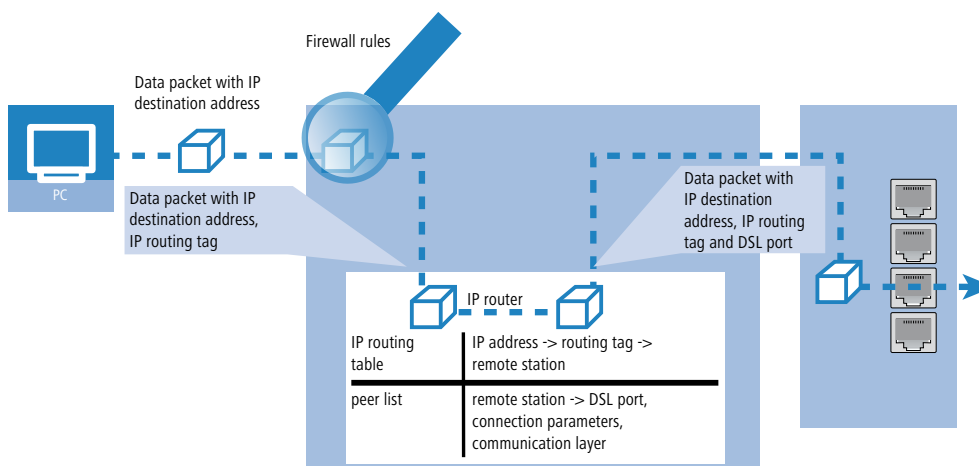 Firewall rules
Data packet with IP
destination address
PC
Data packet with IP
destination address,
IP routing tag
Data packet with
IP destination
address, IP routing
tag and DSL port
IP router
IP routing
table
IP address -> routing tag ->
remote station
peer list
remote station -> DSL port,
connection parameters,
communication layer